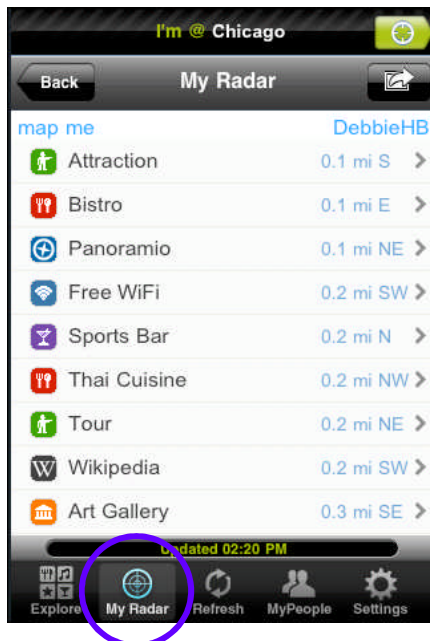 I'm @ Chicago
Back My Radar
map me DebbieHB
Attraction 0.1 mi S
Bistro 0.1 mi E
Panoramio 0.1 mi NE
Free WiFi 0.2 mi SW
Sports Bar 0.2 mi N
Thai Cuisine 0.2 mi NW
Tour 0.2 mi NE
W Wikipedia 0.2 mi SW
Art Gallery 0.3 mi SE
Updated 02:20 PM
Explore My Radar Refresh MyPeople Settings